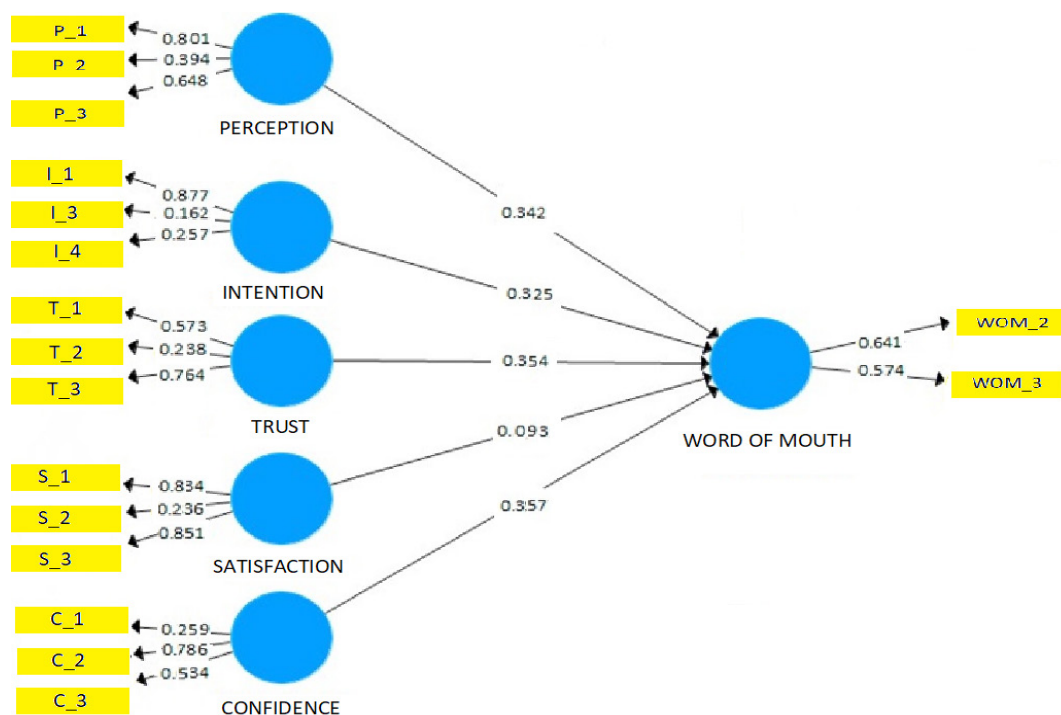 P_1
0.801
P_2
0.394
0.648
P_3
PERCEPTION
0.342
I_1
0.877
I_3
0.162
I_4
0.257
INTENTION
0.325
T_1
0.573
T_2
0.238
T_3
0.764
TRUST
0.354
WORD OF MOUTH
WOM_2
0.641
WOM_3
0.574
S_1
0.834
S_2
0.236
S_3
0.851
SATISFACTION
0.093
C_1
0.259
C_2
0.786
C_3
0.534
CONFIDENCE
0.357